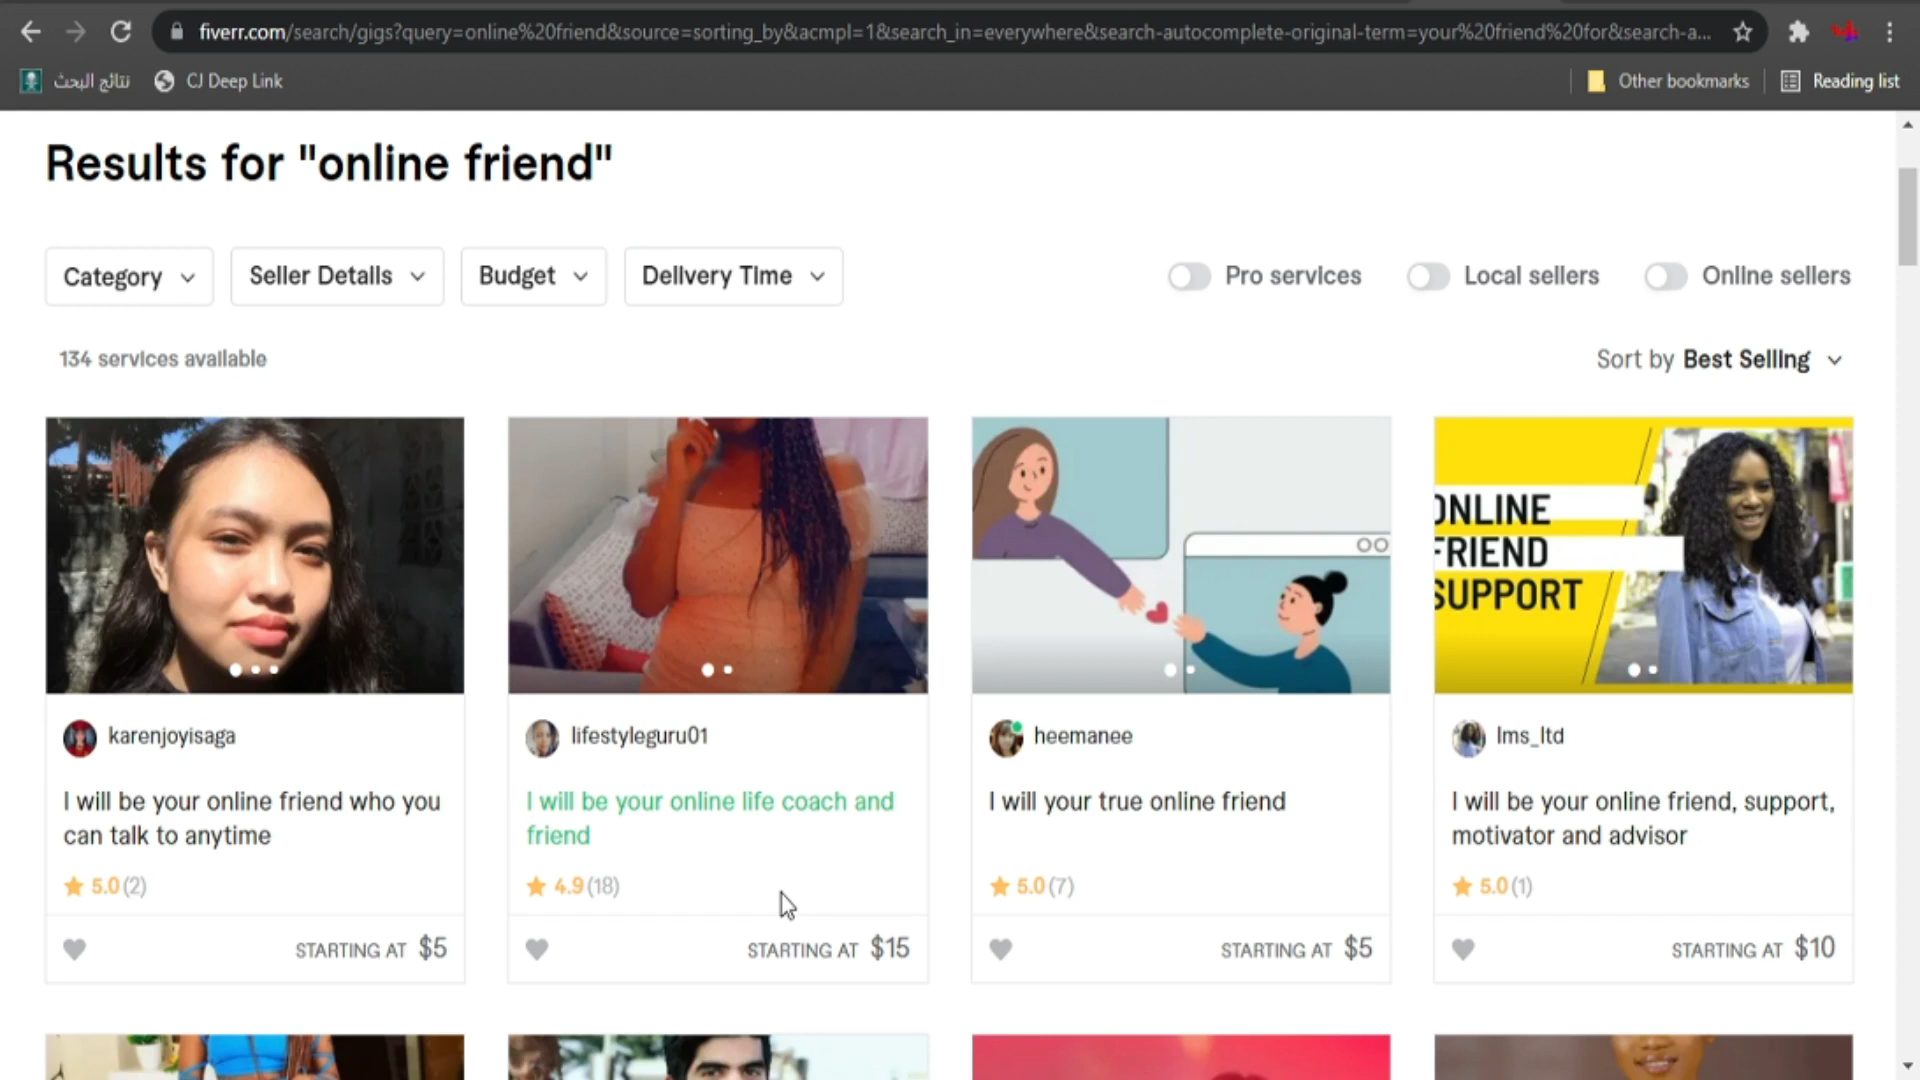 fiverr.com/search/gigs?query=online%20friend&source=sorting_by&acmpl=1&search_in=everywhere&search-autocomplete-original-term=your%20friend%20for&search-a...
نتائج البحث
CJ Deep Link
Other bookmarks
Reading list
Results for "online friend"
Category
Seller Details
Budget
Delivery Time
Pro services
Local sellers
Online sellers
134 services available
Sort by Best Selling
ONLINE
FRIEND
SUPPORT
karenjoyisaga
I will be your online friend who you
can talk to anytime
5.0 (2)
STARTING AT $5
lifestyleguru01
I will be your online life coach and
friend
4.9 (18)
STARTING AT $15
heemanee
I will your true online friend
5.0 (7)
STARTING AT $5
lms_ltd
I will be your online friend, support,
motivator and advisor
5.0 (1)
STARTING AT $10